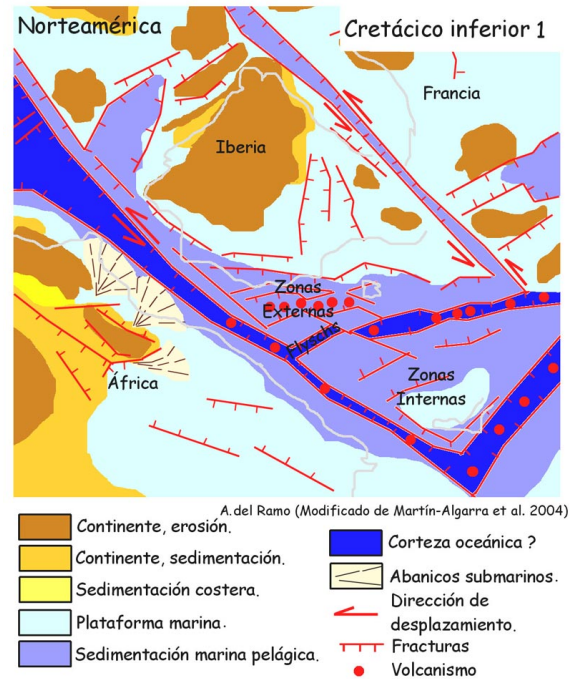 Norteamérica
Cretácico inferior 1
Francia
Iberia
Zonas
Externas
Flyschs
Zonas
Internas
África
A.del Ramo (Modificado de Martín-Algarra et al. 2004)
Continente, erosión.
Continente, sedimentación.
Sedimentación costera.
Plataforma marina.
Sedimentación marina pelágica.
Corteza oceánica ?
Abanicos submarinos.
Dirección de
desplazamiento.
Fracturas
Volcanismo